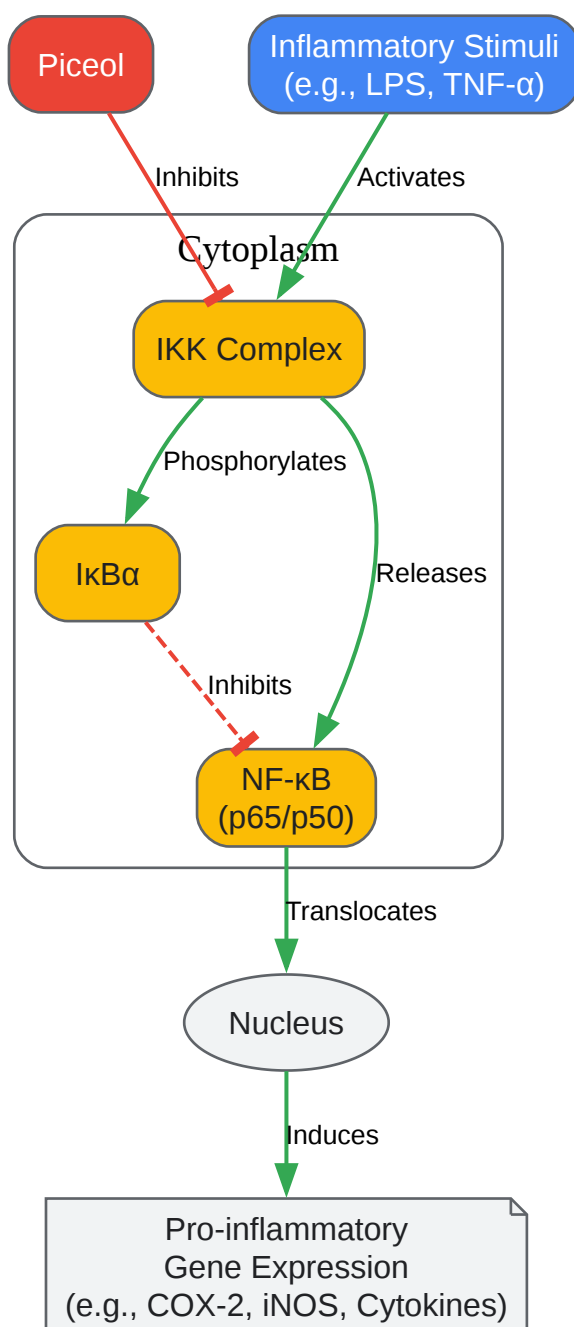 Piceol
Inflammatory Stimuli
(e.g., LPS, TNF-α)
Inhibits
Activates
Cytoplasm
IKK Complex
Phosphorylates
IκBα
Releases
Inhibits
NF-κB
(p65/p50)
Translocates
Nucleus
Induces
Pro-inflammatory
Gene Expression
(e.g., COX-2, iNOS, Cytokines)